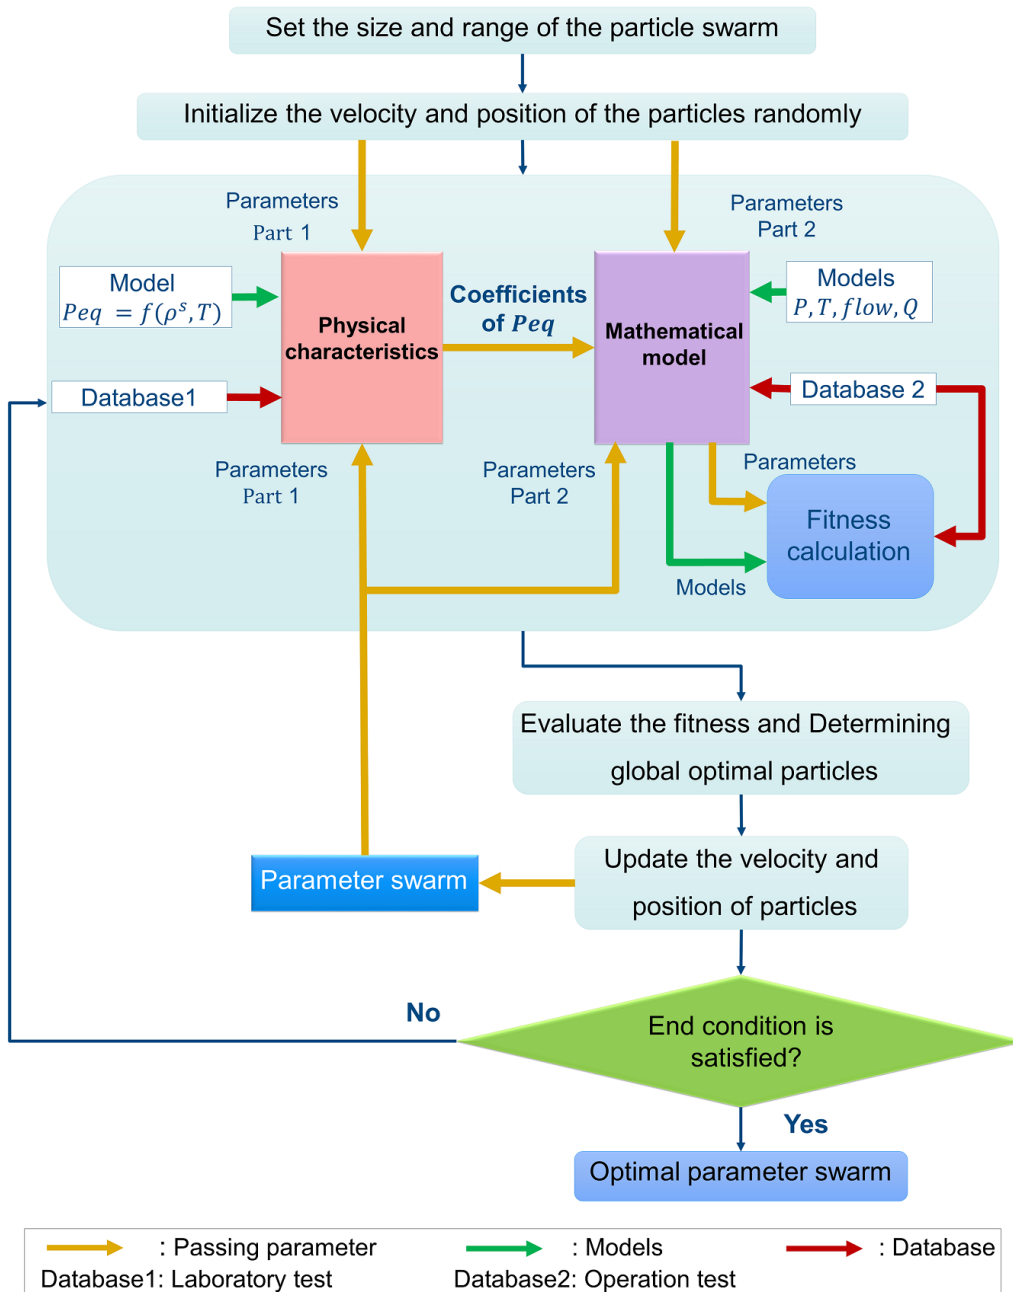 Set the size and range of the particle swarm
Initialize the velocity and position of the particles randomly
Parameters
Part 1
Parameters
Part 2
Model
Peq = f(ρˢ, T)
Physical
characteristics
Coefficients
of Peq
Mathematical
model
Models
P, T, flow, Q
Database1
Database 2
Parameters
Part 1
Parameters
Part 2
Parameters
Fitness
calculation
Models
Evaluate the fitness and Determining
global optimal particles
Update the velocity and
position of particles
Parameter swarm
No
End condition is
satisfied?
Yes
Optimal parameter swarm
: Passing parameter : Models : Database
Database1: Laboratory test Database2: Operation test